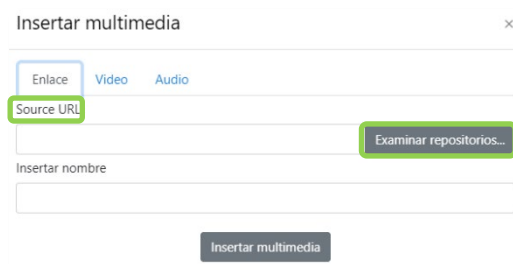 Insertar multimedia ×
Enlace Video Audio
Source URL
Examinar repositorios...
Insertar nombre
Insertar multimedia